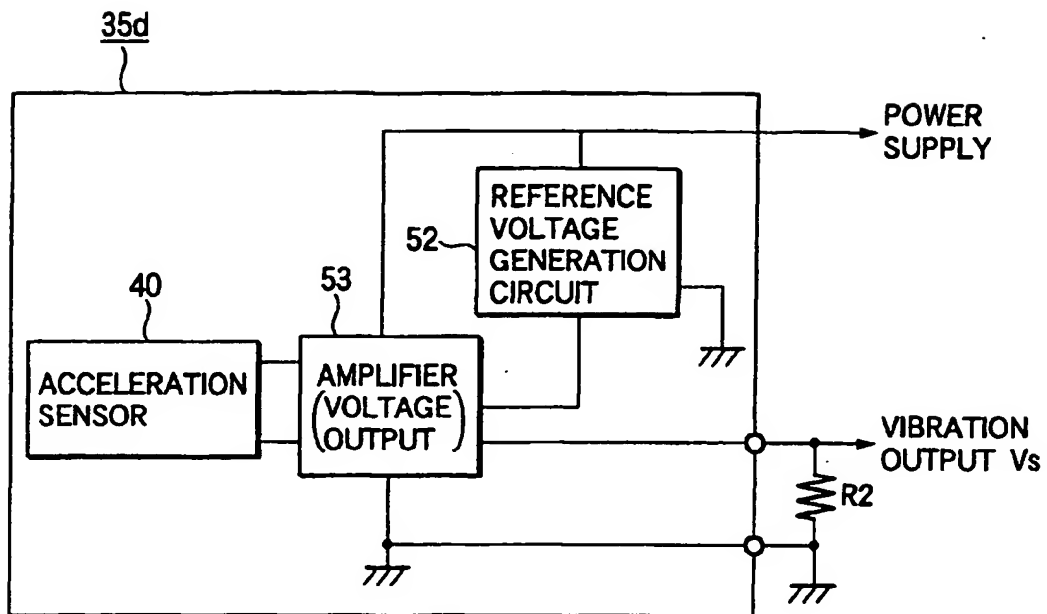 35d
POWER
SUPPLY
REFERENCE
VOLTAGE
GENERATION
CIRCUIT
52
40
53
ACCELERATION
SENSOR
AMPLIFIER
(VOLTAGE
OUTPUT)
VIBRATION
OUTPUT Vs
R2